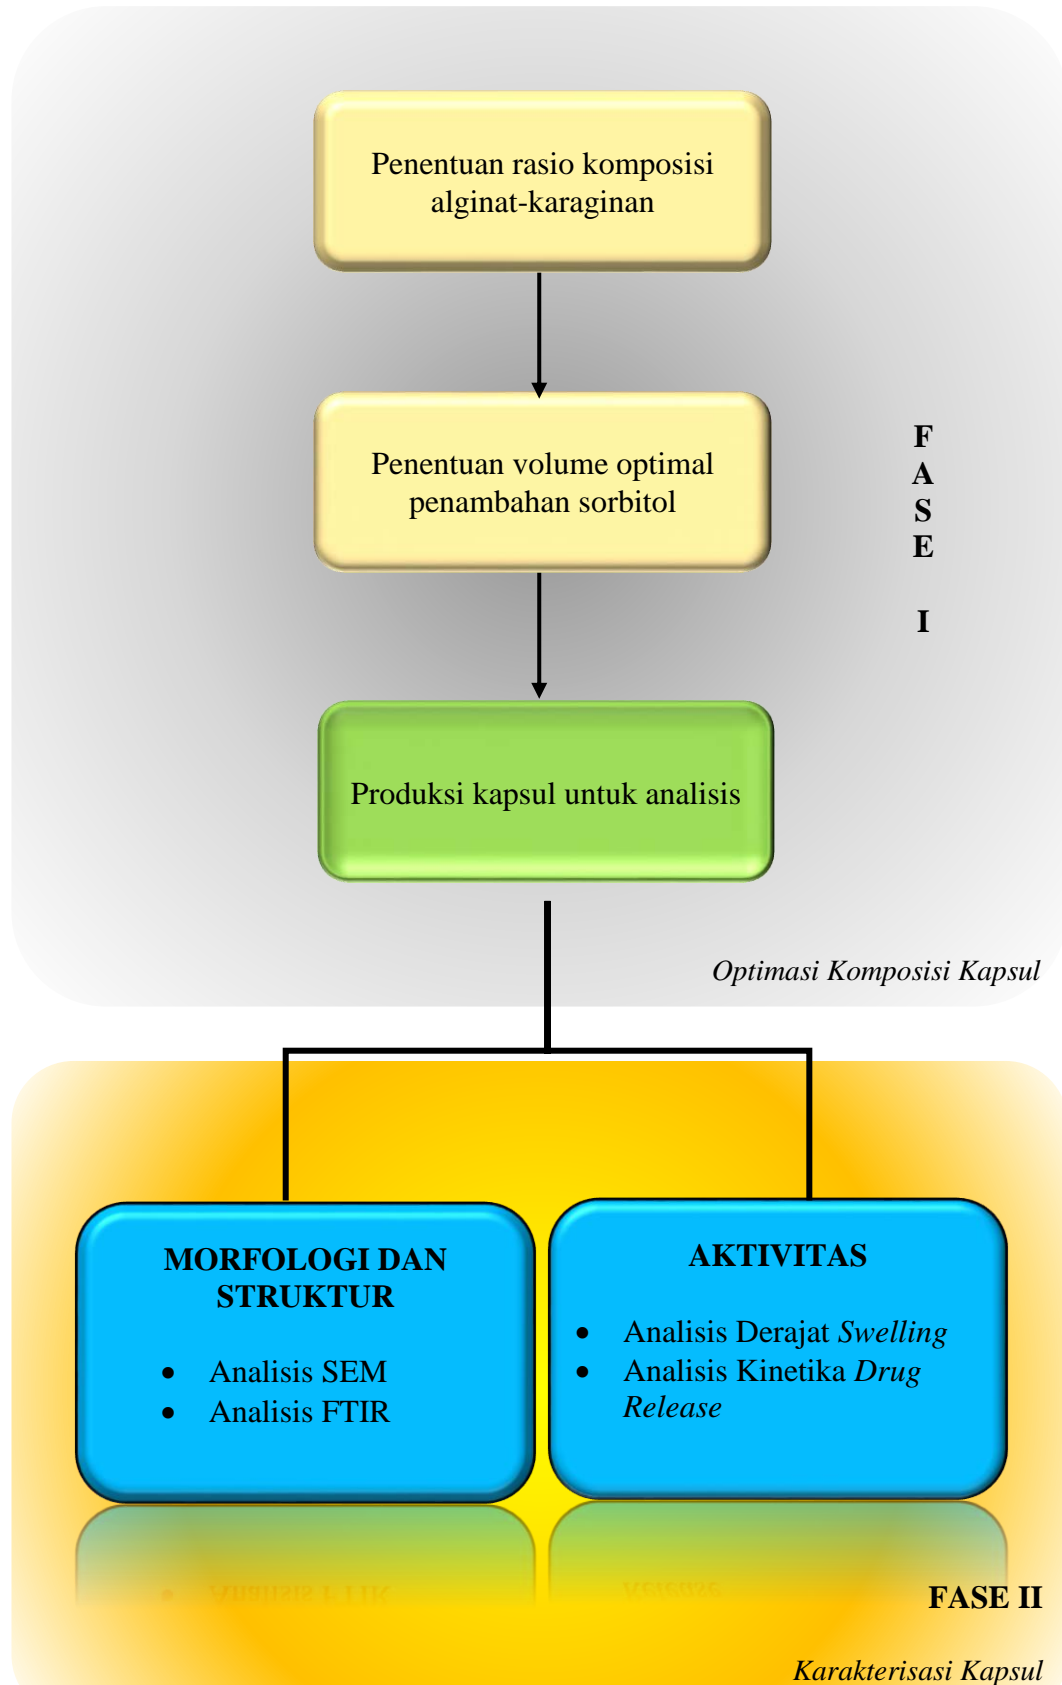 Penentuan rasio komposisi
alginat-karaginan
Penentuan volume optimal
penambahan sorbitol
F
A
S
E
I
Produksi kapsul untuk analisis
Optimasi Komposisi Kapsul
MORFOLOGI DAN
STRUKTUR
• Analisis SEM
• Analisis FTIR
AKTIVITAS
• Analisis Derajat Swelling
• Analisis Kinetika Drug
Release
FASE II
Karakterisasi Kapsul